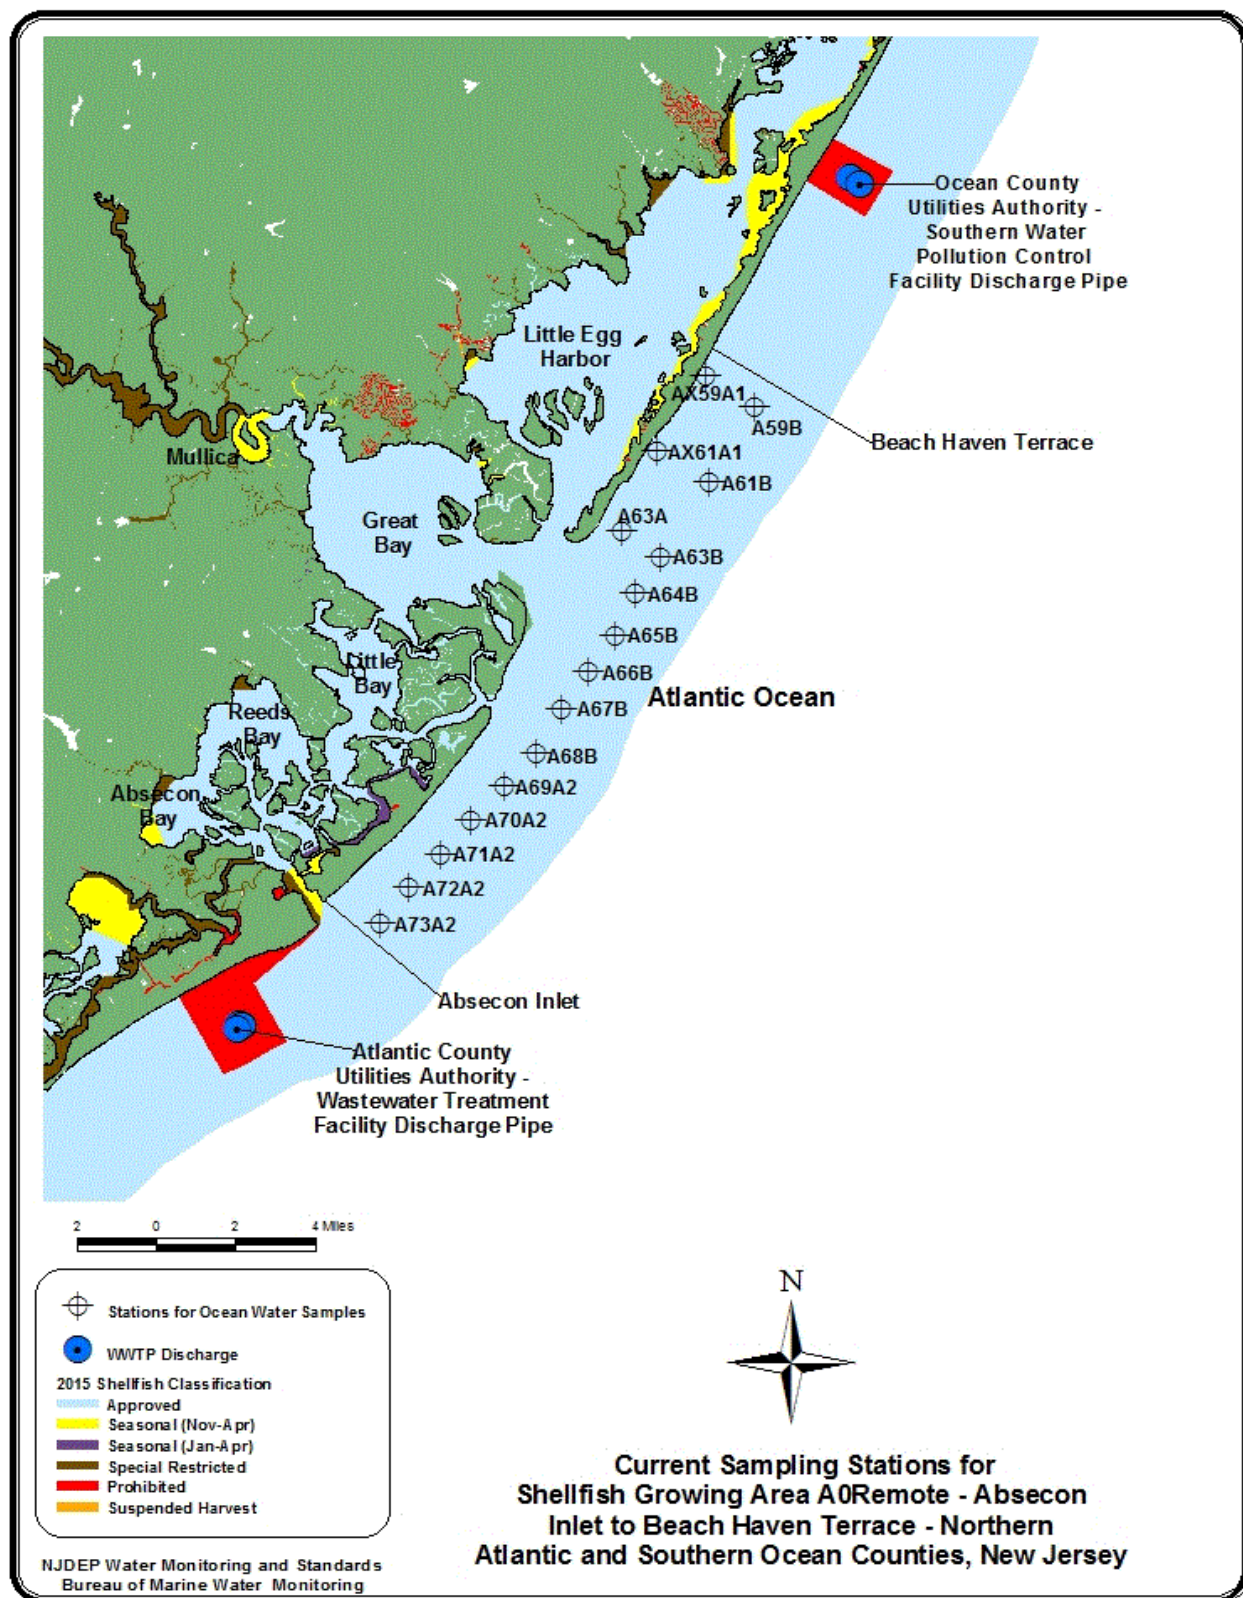 Ocean County
Utilities Authority -
Southern Water
Pollution Control
Facility Discharge Pipe
Little Egg
Harbor
AX59A1
A59B
Beach Haven Terrace
Mullica
AX61A1
A61B
Great
Bay
A63A
A63B
A64B
A65B
Little
Bay
A66B
Atlantic Ocean
A67B
Reeds
Bay
A68B
A69A2
Absecon
Bay
A70A2
A71A2
A72A2
A73A2
Absecon Inlet
Atlantic County
Utilities Authority -
Wastewater Treatment
Facility Discharge Pipe
2 0 2 4 Miles
Stations for Ocean Water Samples
WWTP Discharge
2015 Shellfish Classification
Approved
Seasonal (Nov-Apr)
Seasonal (Jan-Apr)
Special Restricted
Prohibited
Suspended Harvest
N
Current Sampling Stations for
Shellfish Growing Area A0Remote - Absecon
Inlet to Beach Haven Terrace - Northern
Atlantic and Southern Ocean Counties, New Jersey
NJDEP Water Monitoring and Standards
Bureau of Marine Water Monitoring